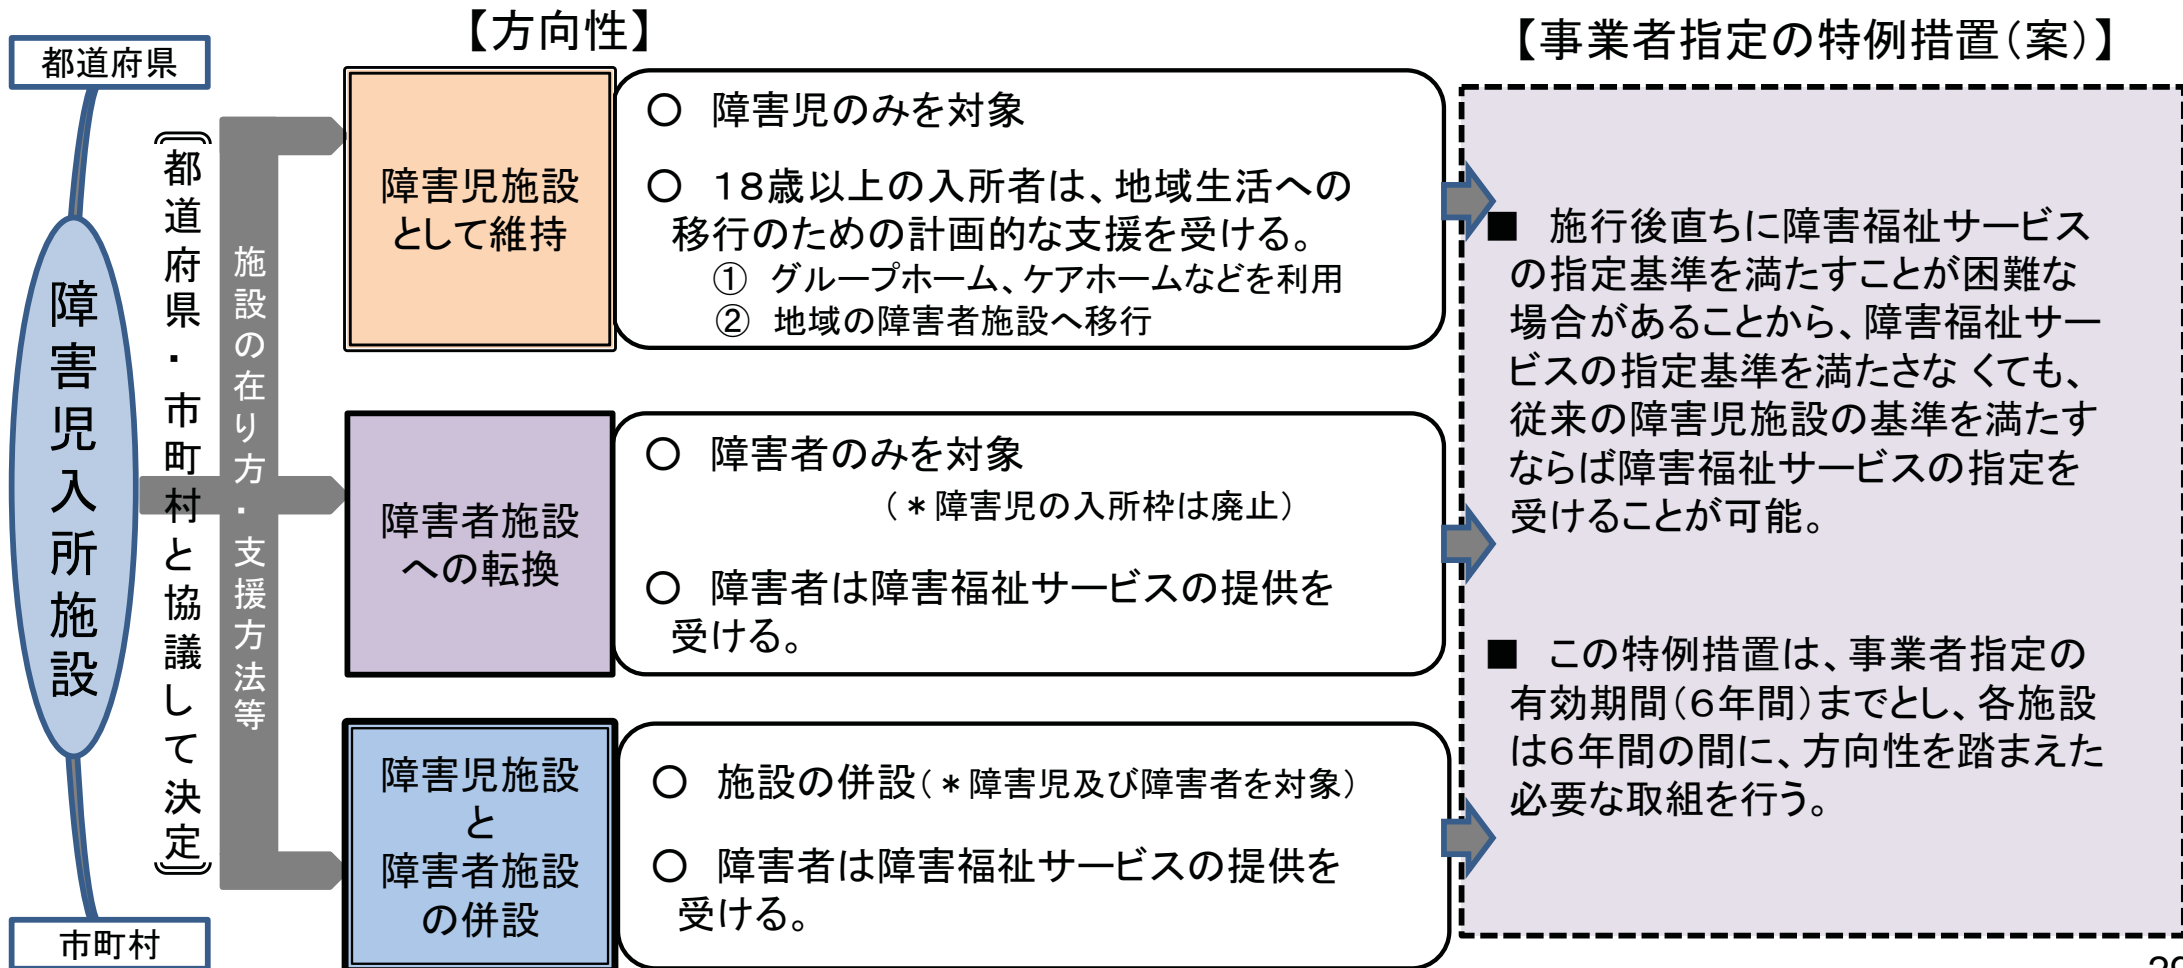 【方向性】
【事業者指定の特例措置(案)】
都道府県
障害児入所施設
市町村
(都道府県・市町村と協議して決定)
施設の在り方・支援方法等
障害児施設
として維持
○ 障害児のみを対象
○ 18歳以上の入所者は、地域生活への
移行のための計画的な支援を受ける。
① グループホーム、ケアホームなどを利用
② 地域の障害者施設へ移行
障害者施設
への転換
○ 障害者のみを対象
(*障害児の入所枠は廃止)
○ 障害者は障害福祉サービスの提供を
受ける。
障害児施設
と
障害者施設
の併設
○ 施設の併設(*障害児及び障害者を対象)
○ 障害者は障害福祉サービスの提供を
受ける。
■ 施行後直ちに障害福祉サービス
の指定基準を満たすことが困難な
場合があることから、障害福祉サー
ビスの指定基準を満たさな くても、
従来の障害児施設の基準を満たす
ならば障害福祉サービスの指定を
受けることが可能。
■ この特例措置は、事業者指定の
有効期間(6年間)までとし、各施設
は6年間の間に、方向性を踏まえた
必要な取組を行う。